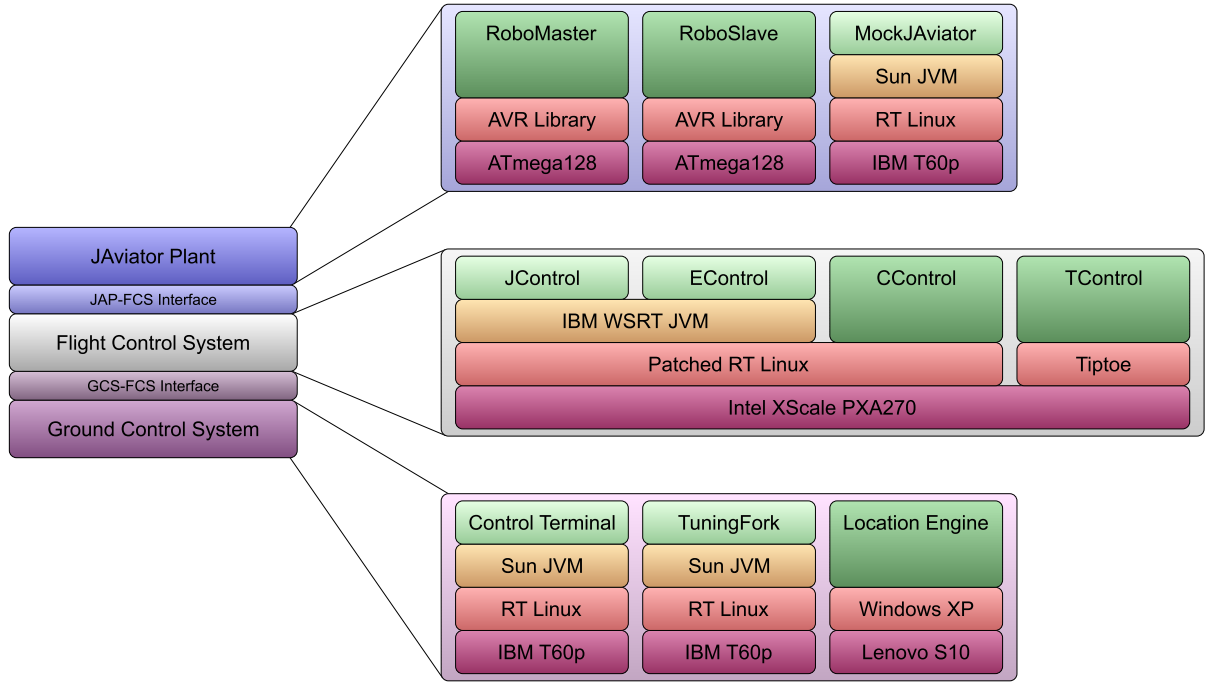 RoboMaster
RoboSlave
MockJAviator
Sun JVM
AVR Library
AVR Library
RT Linux
ATmega128
ATmega128
IBM T60p
JAviator Plant
JAP-FCS Interface
Flight Control System
GCS-FCS Interface
Ground Control System
JControl
EControl
CControl
TControl
IBM WSRT JVM
Patched RT Linux
Tiptoe
Intel XScale PXA270
Control Terminal
TuningFork
Location Engine
Sun JVM
Sun JVM
RT Linux
RT Linux
Windows XP
IBM T60p
IBM T60p
Lenovo S10